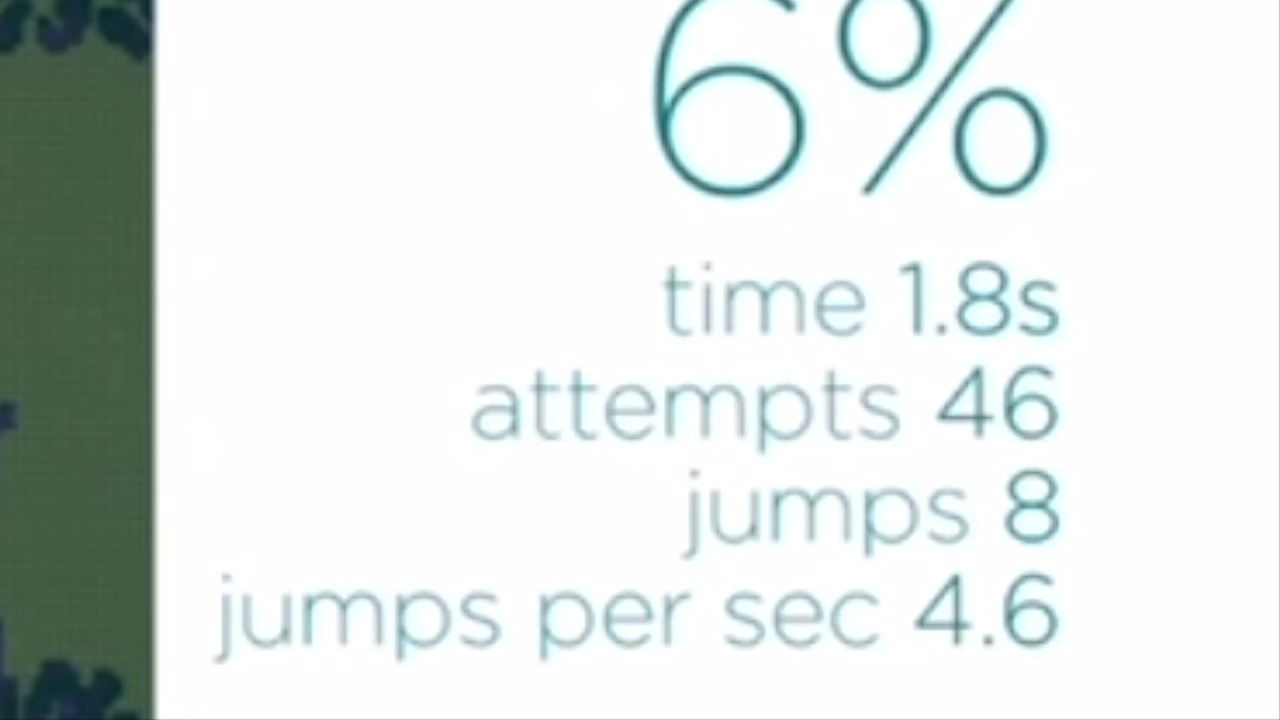 6%
time 1.8s
attempts 46
jumps 8
jumps per sec 4.6